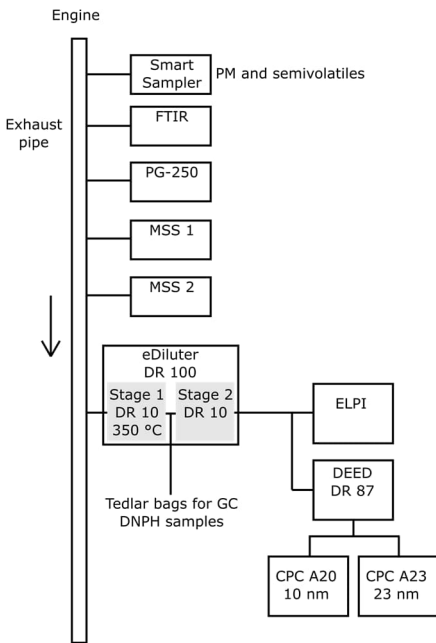 Engine
Smart
Sampler
PM and semivolatiles
Exhaust
pipe
FTIR
PG-250
MSS 1
MSS 2
eDiluter
DR 100
Stage 1
DR 10
350 °C
Stage 2
DR 10
ELPI
Tedlar bags for GC
DNPH samples
DEED
DR 87
CPC A20
10 nm
CPC A23
23 nm